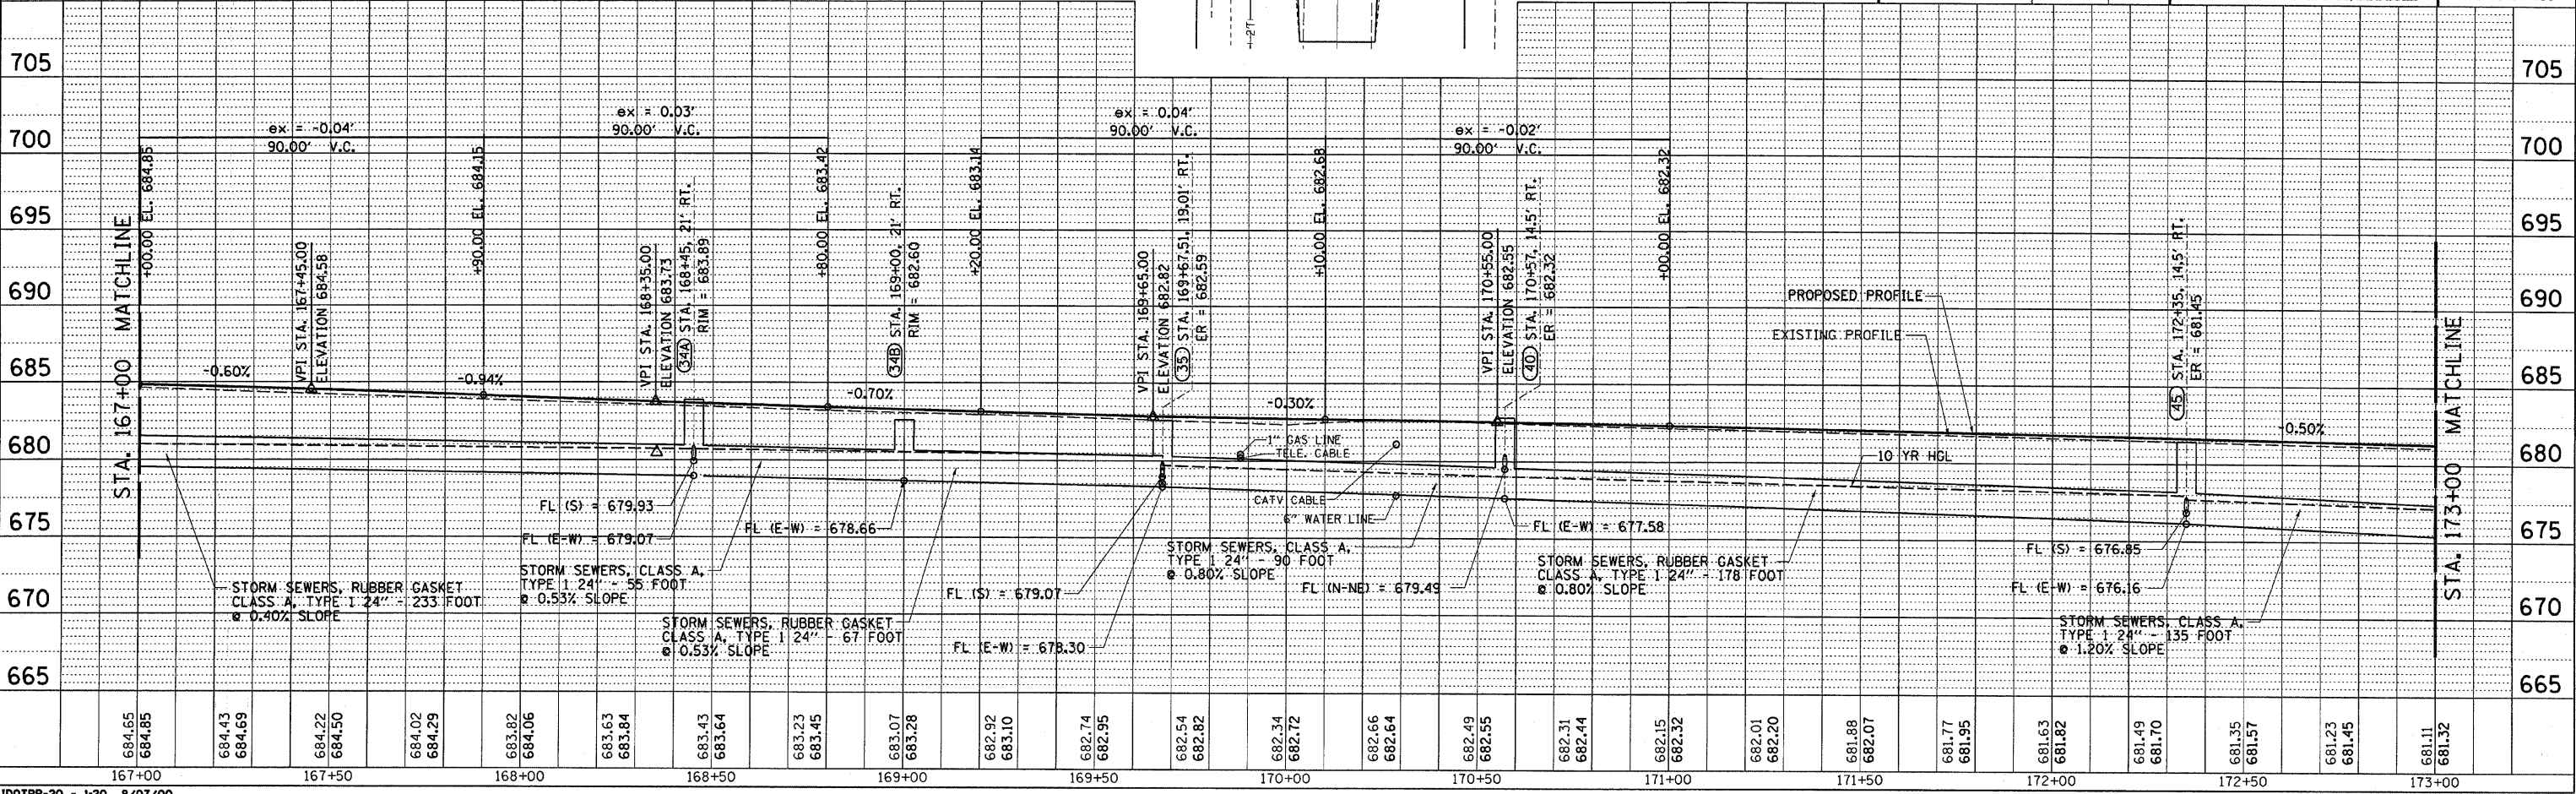 -2'
705
700
695
690
685
680
675
670
665
705
700
695
690
685
680
675
670
665
ex = -0.04'
90.00' V.C.
ex = 0.03'
90.00' V.C.
ex = 0.04'
90.00' V.C.
ex = -0.02'
90.00' V.C.
STA. 167+00 MATCHLINE
+00.00 EL. 684.85
VPI STA. 167+45.00
ELEVATION 684.58
+90.00 EL. 684.15
VPI STA. 168+35.00
ELEVATION 683.73
34A STA. 168+45, 21' RT.
RIM = 683.89
+80.00 EL. 683.42
34B STA. 169+00, 21' RT.
RIM = 682.60
+20.00 EL. 683.14
VPI STA. 169+65.00
ELEVATION 682.82
35 STA. 169+67.51, 19.01' RT.
ER = 682.59
+10.00 EL. 682.68
VPI STA. 170+55.00
ELEVATION 682.55
40 STA. 170+57, 14.5' RT.
ER = 682.32
+00.00 EL. 682.32
PROPOSED PROFILE
EXISTING PROFILE
45 STA. 172+35, 14.5' RT.
ER = 681.45
STA. 173+00 MATCHLINE
-0.60%
-0.94%
-0.70%
-0.30%
-0.50%
1" GAS LINE
TELE. CABLE
CATV CABLE
6" WATER LINE
10 YR HGL
FL (S) = 679.93
FL (E-W) = 679.07
FL (E-W) = 678.66
FL (S) = 679.07
FL (E-W) = 678.30
FL (N-NE) = 679.49
FL (E-W) = 677.58
FL (S) = 676.85
FL (E-W) = 676.16
STORM SEWERS, RUBBER GASKET
CLASS A, TYPE 1 24" - 233 FOOT
@ 0.40% SLOPE
STORM SEWERS, CLASS A,
TYPE 1 24" - 55 FOOT
@ 0.53% SLOPE
STORM SEWERS, RUBBER GASKET
CLASS A, TYPE 1 24" - 67 FOOT
@ 0.53% SLOPE
STORM SEWERS, CLASS A,
TYPE 1 24" - 90 FOOT
@ 0.80% SLOPE
STORM SEWERS, RUBBER GASKET
CLASS A, TYPE 1 24" - 178 FOOT
@ 0.80% SLOPE
STORM SEWERS, CLASS A,
TYPE 1 24" - 135 FOOT
@ 1.20% SLOPE
684.65
684.85
684.43
684.69
684.22
684.50
684.02
684.29
683.82
684.06
683.63
683.84
683.43
683.64
683.23
683.45
683.07
683.28
682.92
683.10
682.74
682.95
682.54
682.82
682.34
682.72
682.66
682.64
682.49
682.55
682.31
682.44
682.15
682.32
682.01
682.20
681.88
682.07
681.77
681.95
681.63
681.82
681.49
681.70
681.35
681.57
681.23
681.45
681.11
681.32
167+00
167+50
168+00
168+50
169+00
169+50
170+00
170+50
171+00
171+50
172+00
172+50
173+00